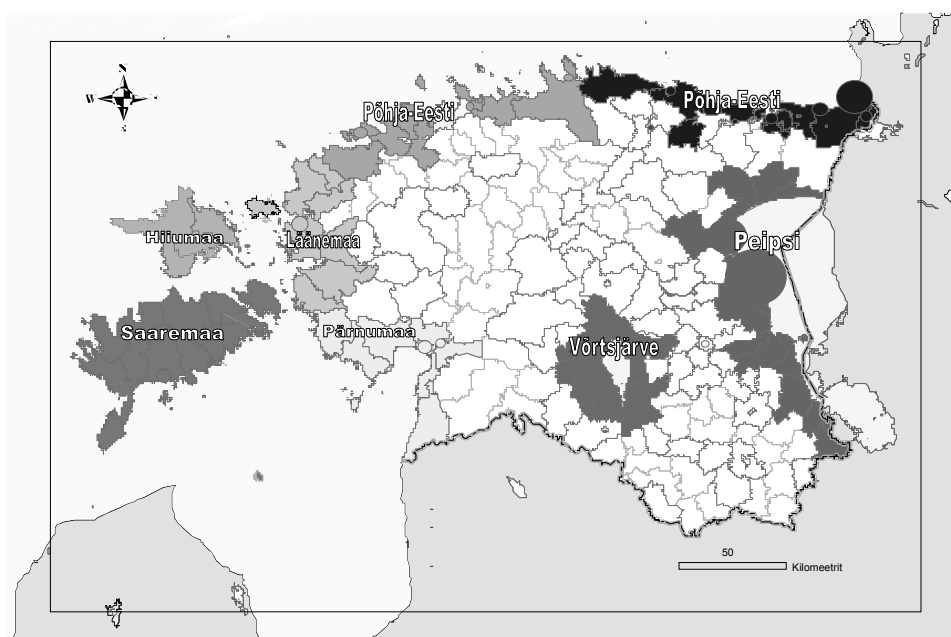 N
W
S
Põhja-Eesti
Põhja-Eesti
Hiiumaa
Läänemaa
Peipsi
Saaremaa
Pärnumaa
Võrtsjärve
50
Kilomeetrit